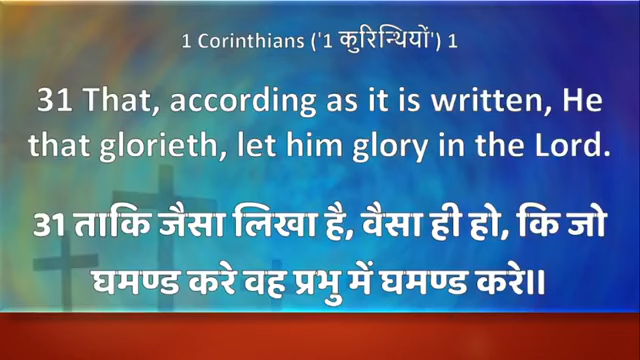 1 Corinthians ('1 कुरिन्थियों') 1
31 That, according as it is written, He
that glorieth, let him glory in the Lord.
31 ताकि जैसा लिखा है, वैसा ही हो, कि जो
घमण्ड करे वह प्रभु में घमण्ड करे॥